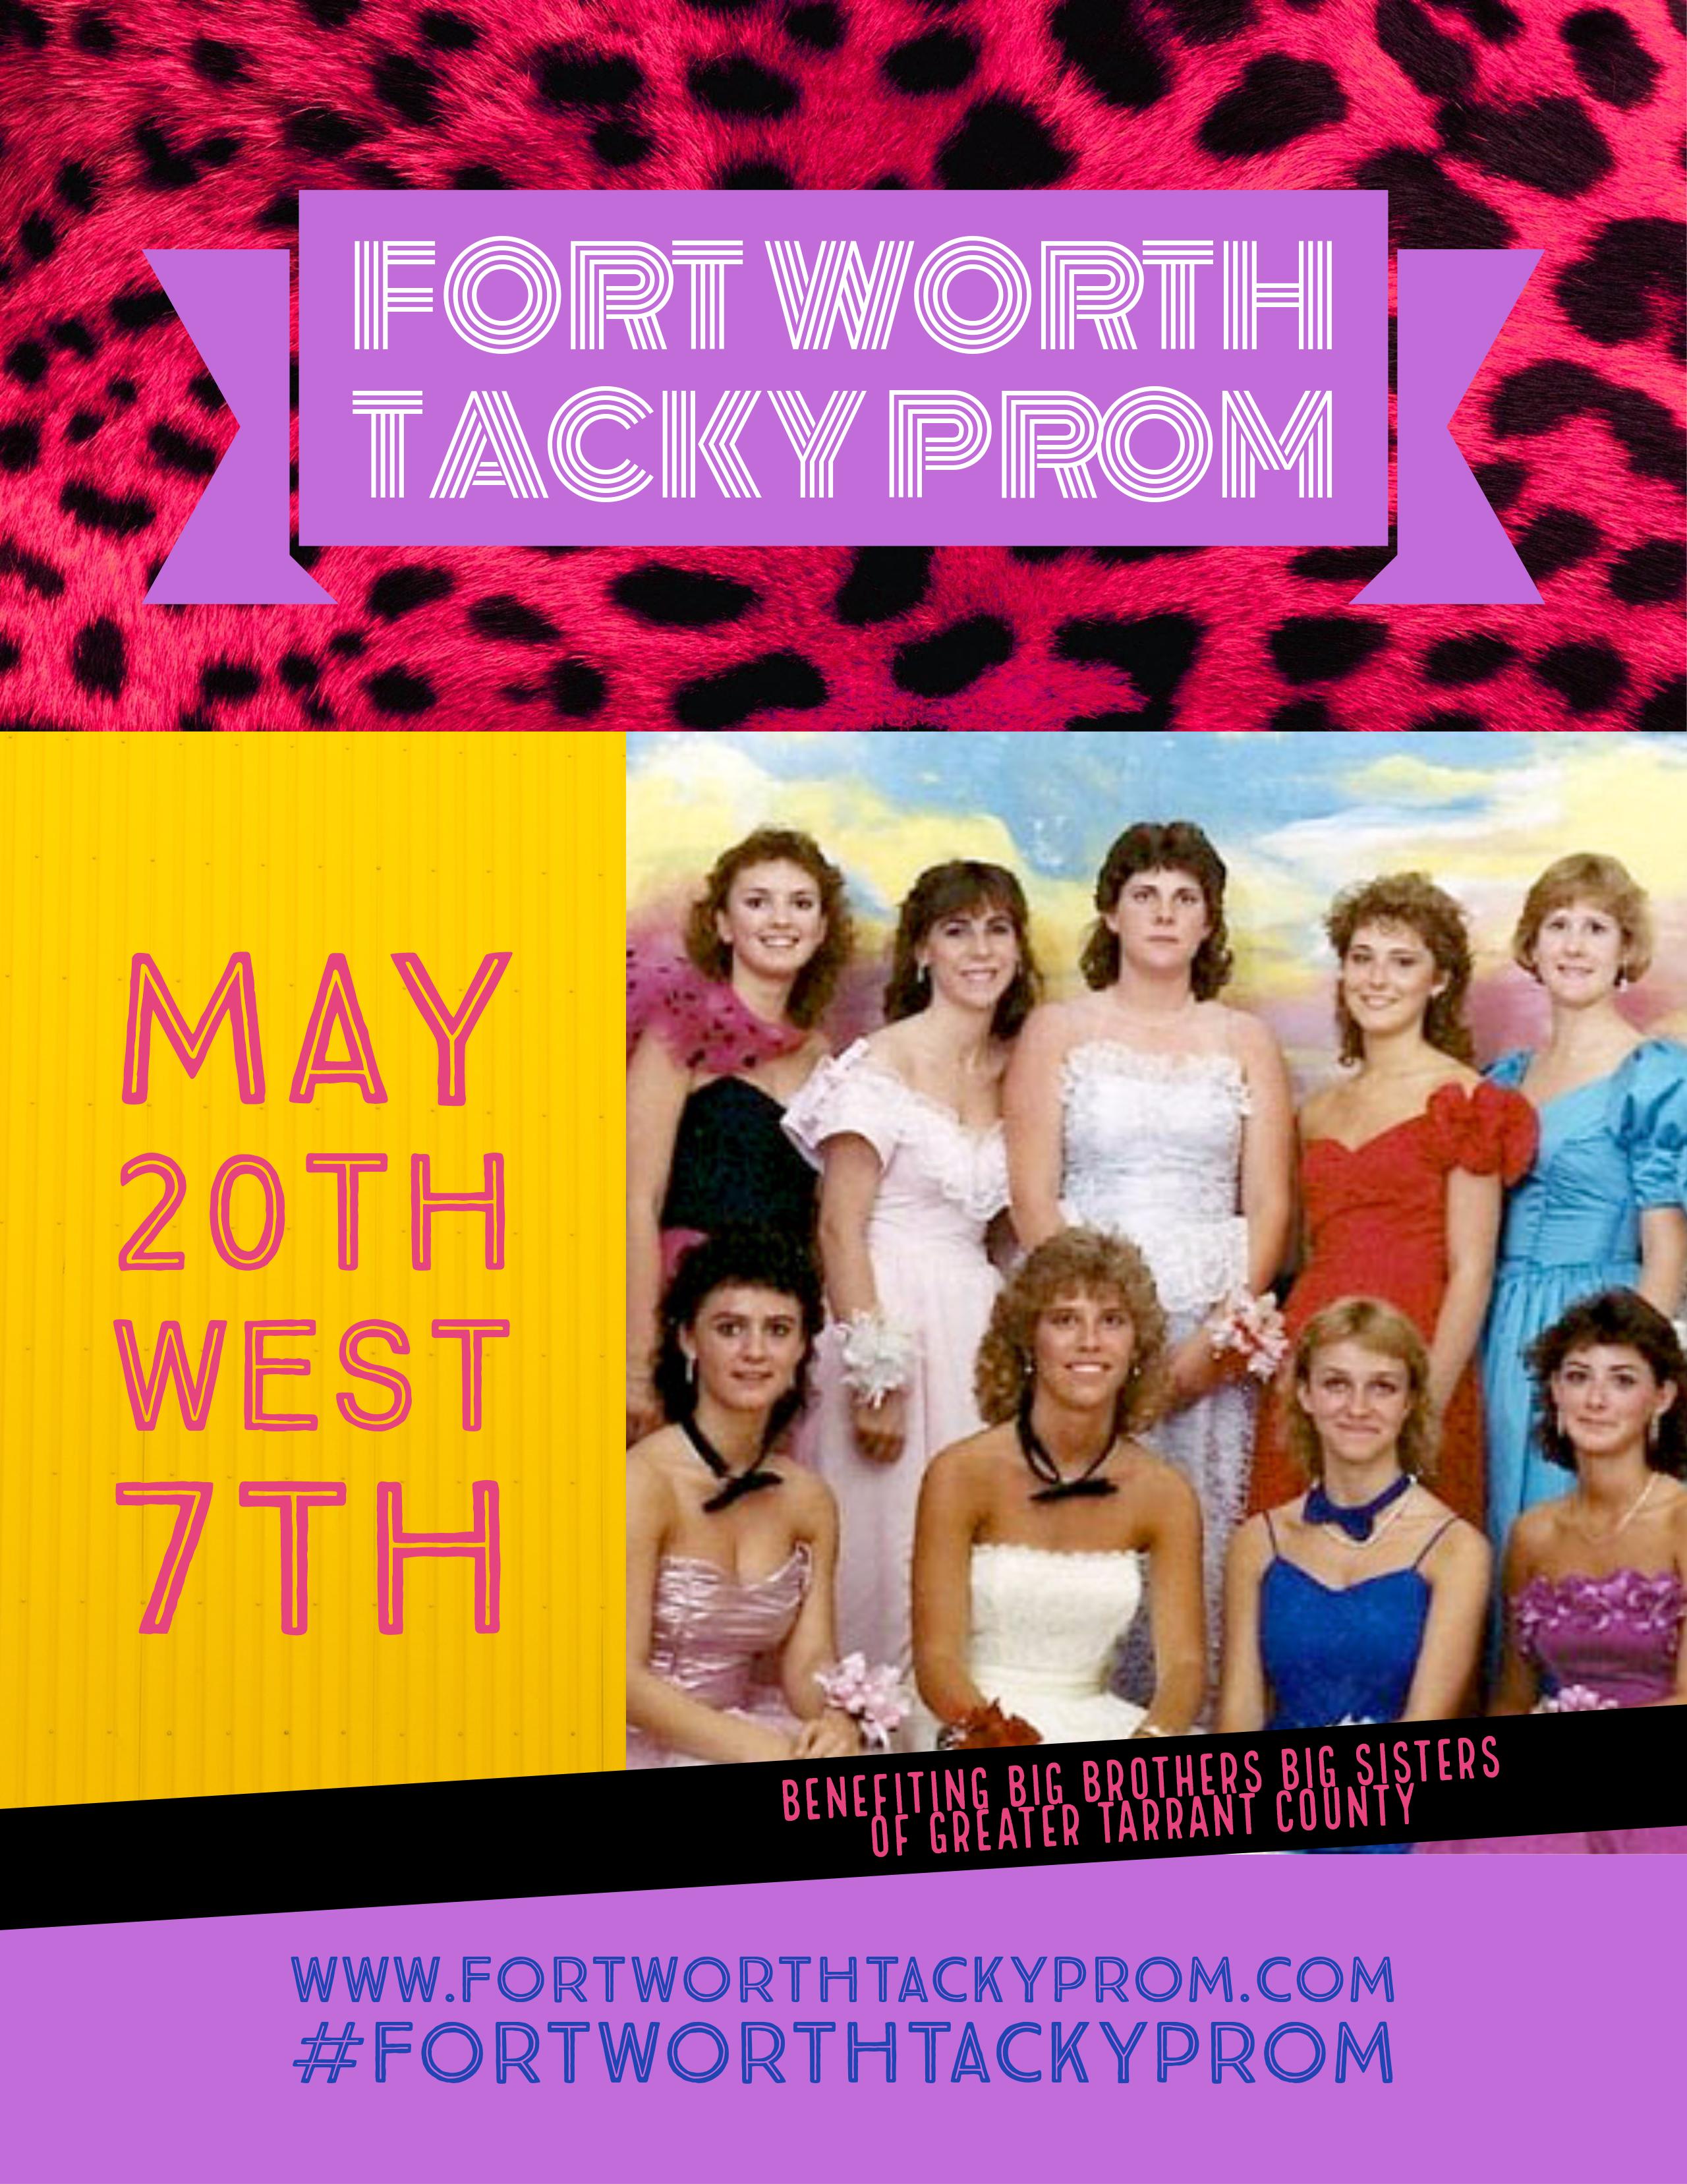 FORT WORTH
TACKY PROM
MAY
20TH
WEST
7TH
BENEFITING BIG BROTHERS BIG SISTERS
OF GREATER TARRANT COUNTY
WWW.FORTWORTHTACKYPROM.COM
#FORTWORTHTACKYPROM